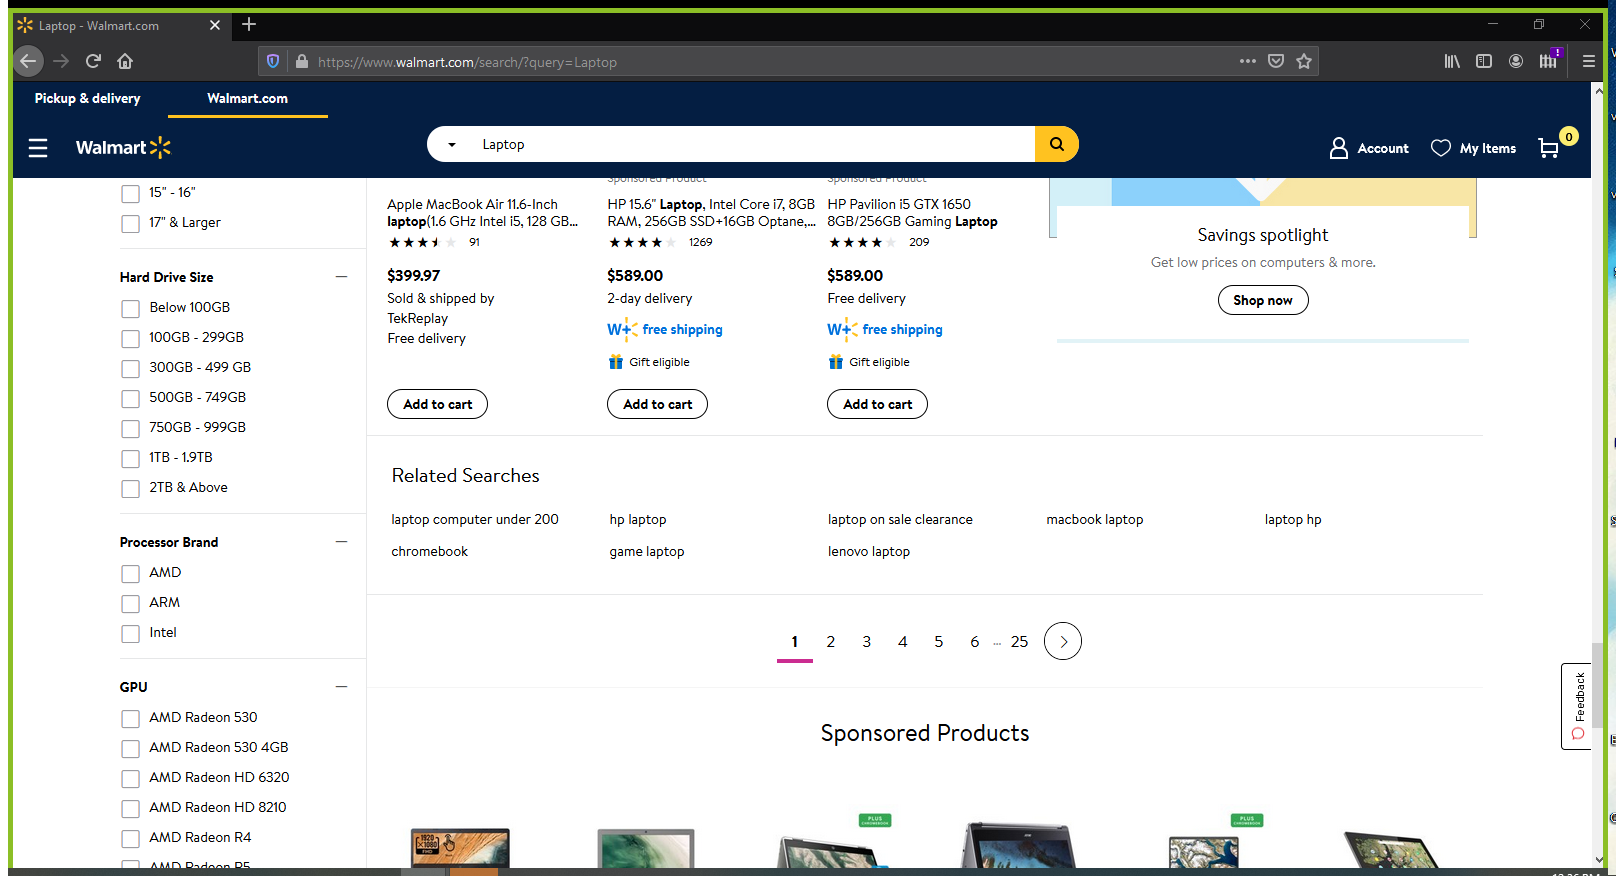 Laptop - Walmart.com
https://www.walmart.com/search/?query=Laptop
Pickup & delivery
Walmart.com
Walmart
Laptop
Account
My Items
0
15" - 16"
17" & Larger
Hard Drive Size
Below 100GB
100GB - 299GB
300GB - 499 GB
500GB - 749GB
750GB - 999GB
1TB - 1.9TB
2TB & Above
Processor Brand
AMD
ARM
Intel
GPU
AMD Radeon 530
AMD Radeon 530 4GB
AMD Radeon HD 6320
AMD Radeon HD 8210
AMD Radeon R4
AMD Radeon R5
Apple MacBook Air 11.6-Inch
laptop(1.6 GHz Intel i5, 128 GB...
91
$399.97
Sold & shipped by
TekReplay
Free delivery
Add to cart
Sponsored Product
HP 15.6" Laptop, Intel Core i7, 8GB
RAM, 256GB SSD+16GB Optane,...
1269
$589.00
2-day delivery
W+ free shipping
Gift eligible
Add to cart
Sponsored Product
HP Pavilion i5 GTX 1650
8GB/256GB Gaming Laptop
209
$589.00
Free delivery
W+ free shipping
Gift eligible
Add to cart
Savings spotlight
Get low prices on computers & more.
Shop now
Related Searches
laptop computer under 200
hp laptop
laptop on sale clearance
macbook laptop
laptop hp
chromebook
game laptop
lenovo laptop
1 2 3 4 5 6 ... 25
Feedback
Sponsored Products
1920
×1080
FHD
PLUS
CHROMEBOOK
PLUS
CHROMEBOOK